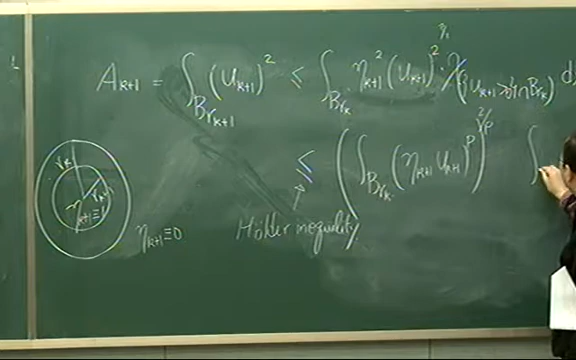 A_{k+1} = ∫_{B_{r_{k+1}}} (u_{k+1})^2 ≤ ∫_{B_{r_k}} η_{k+1}^2 (u_{k+1})^2 · χ_{\{u_{k+1}>0\}∩B_{r_k}}
≤ ( ∫_{B_{r_k}} (η_{k+1} u_{k+1})^p )^{2/p} ∫
r_k
η_{k+1}≡1
η_{k+1}≡0
Hölder inequality